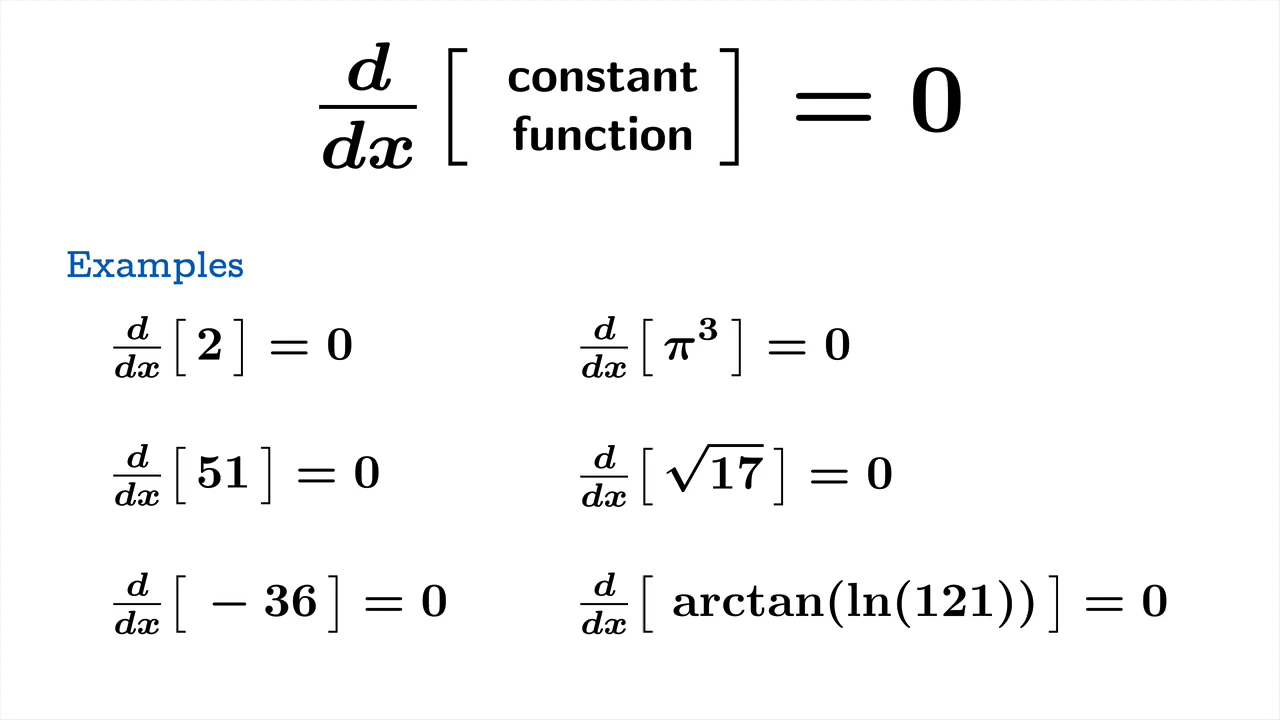 d/dx [ constant function ] = 0
Examples
d/dx [ 2 ] = 0
d/dx [ π³ ] = 0
d/dx [ 51 ] = 0
d/dx [ √17 ] = 0
d/dx [ − 36 ] = 0
d/dx [ arctan(ln(121)) ] = 0